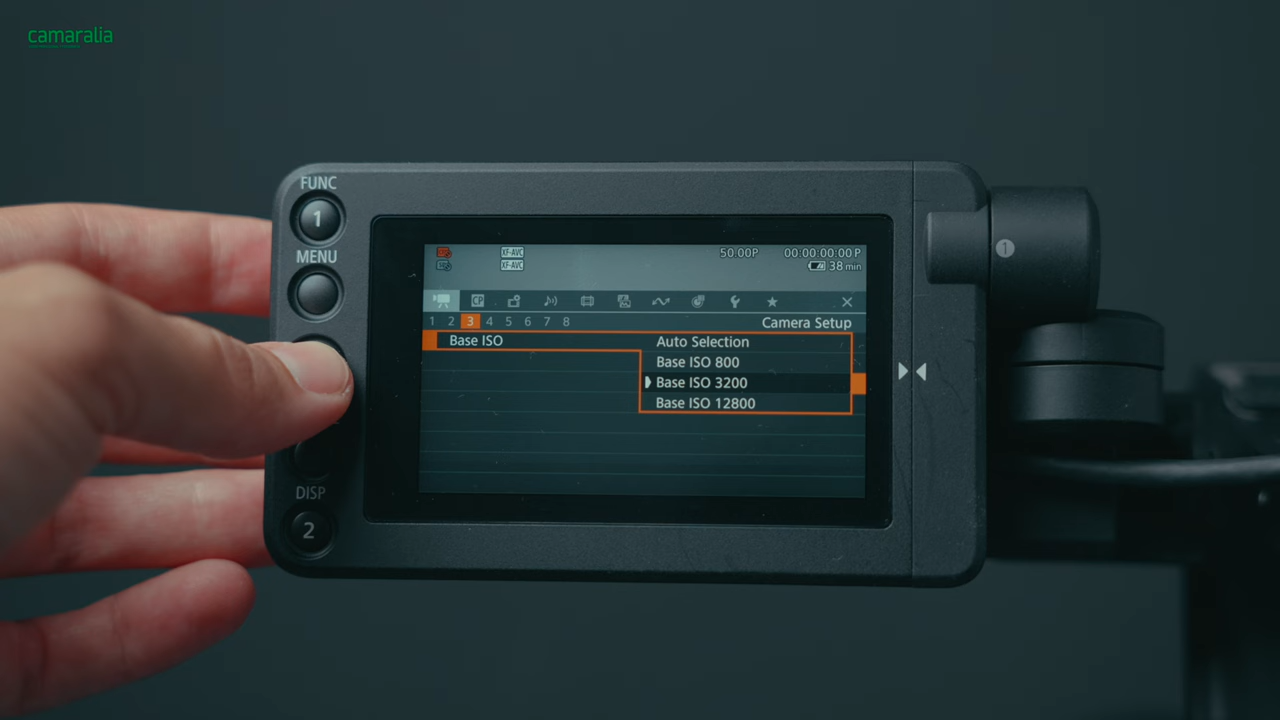 camaralia
FUNC
1
MENU
DISP
2
XF-AVC
XF-AVC
50.00P
00:00:00:00 P
38 min
CP
1 2 3 4 5 6 7 8
Camera Setup
Base ISO
Auto Selection
Base ISO 800
Base ISO 3200
Base ISO 12800
1